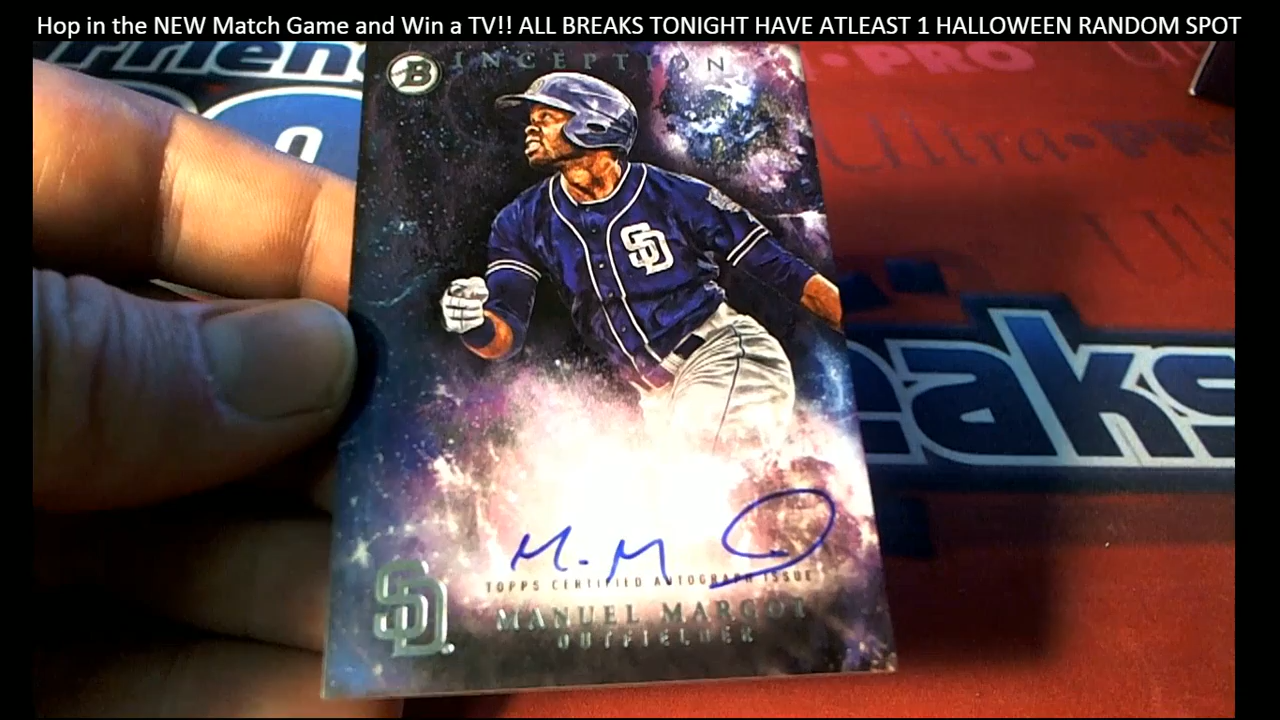 Hop in the NEW Match Game and Win a TV!! ALL BREAKS TONIGHT HAVE ATLEAST 1 HALLOWEEN RANDOM SPOT
B INCEPTION
PRO
Ultra•PRO
SD
eaks
M. M
TOPPS CERTIFIED AUTOGRAPH ISSUE
SD
MANUEL MARGOT
OUTFIELDER